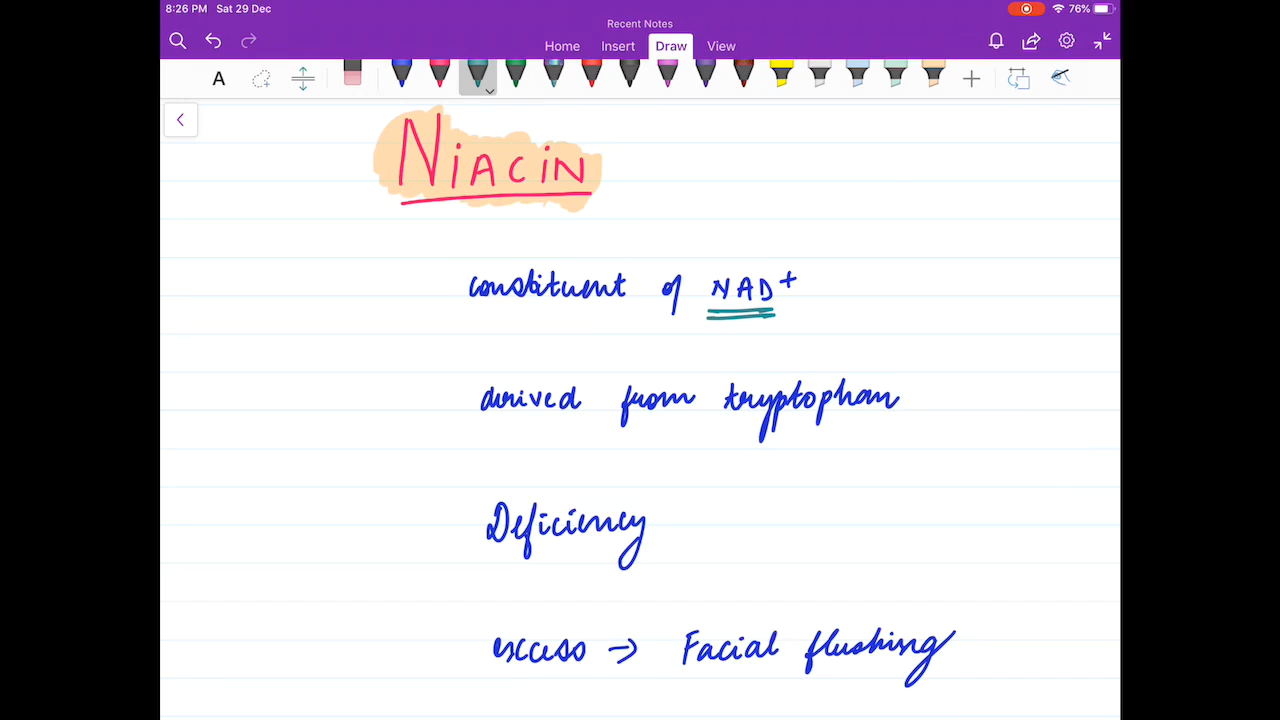 8:26 PM Sat 29 Dec
76%
Recent Notes
Home Insert Draw View
A
NiACiN
constituent of NAD+
derived from tryptophan
Deficiency
excess → Facial flushing